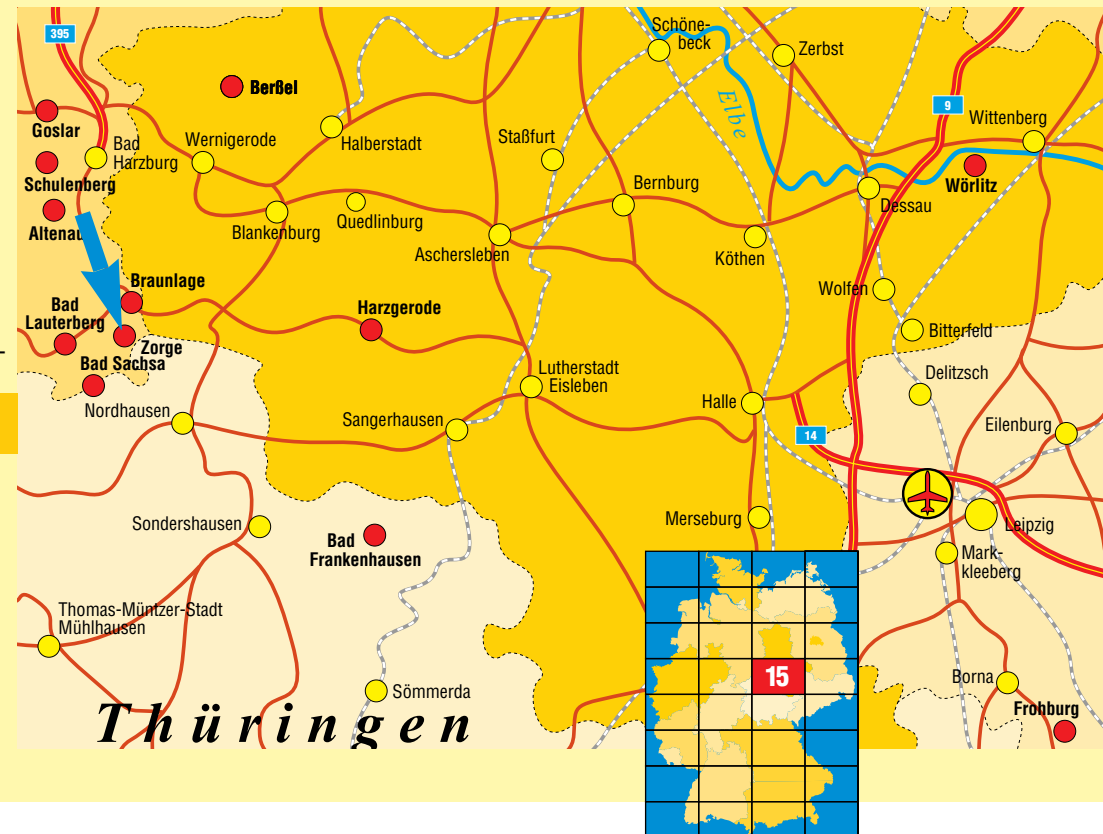 395
Schöne-
beck
Zerbst
Elbe
Berßel
9
Wittenberg
Goslar
Bad
Harzburg
Wernigerode
Halberstadt
Staßfurt
Schulenberg
Bernburg
Wörlitz
Altenau
Blankenburg
Quedlinburg
Dessau
Aschersleben
Köthen
Braunlage
Wolfen
Bad
Lauterberg
Harzgerode
Bitterfeld
Zorge
Bad Sachsa
Lutherstadt
Eisleben
Delitzsch
Nordhausen
Sangerhausen
Halle
Eilenburg
14
Sondershausen
Merseburg
Leipzig
Bad
Frankenhausen
Mark-
kleeberg
Thomas-Müntzer-Stadt
Mühlhausen
15
Sömmerda
Borna
Frohburg
Thüringen